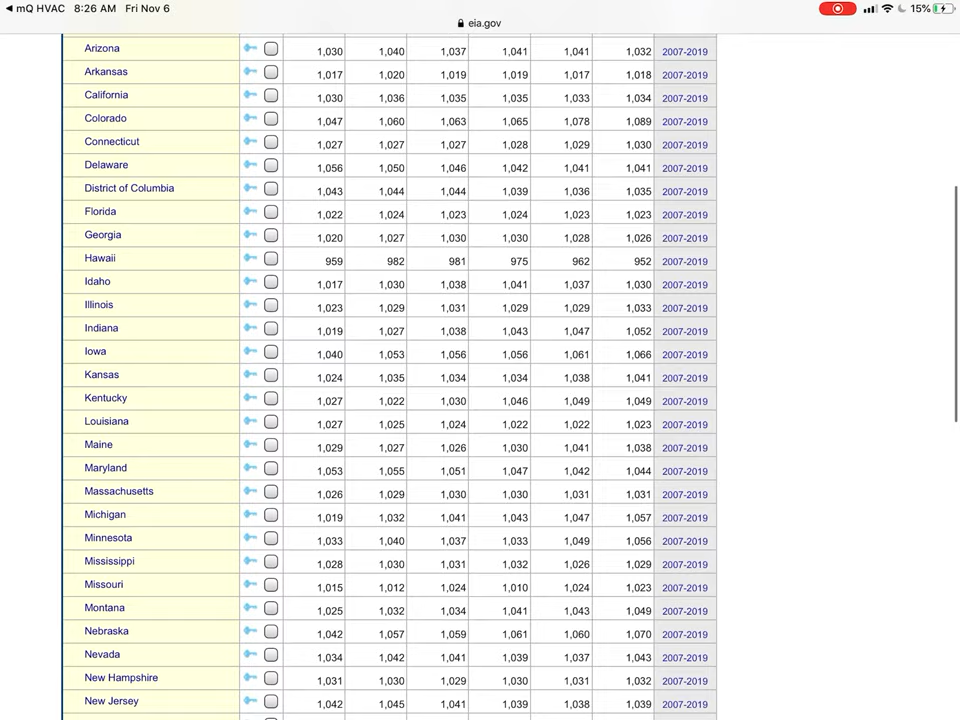 ◀ mQ HVAC 8:26 AM Fri Nov 6 15%
eia.gov
Arizona 1,030 1,040 1,037 1,041 1,041 1,032 2007-2019
Arkansas 1,017 1,020 1,019 1,019 1,017 1,018 2007-2019
California 1,030 1,036 1,035 1,035 1,033 1,034 2007-2019
Colorado 1,047 1,060 1,063 1,065 1,078 1,089 2007-2019
Connecticut 1,027 1,027 1,027 1,028 1,029 1,030 2007-2019
Delaware 1,056 1,050 1,046 1,042 1,041 1,041 2007-2019
District of Columbia 1,043 1,044 1,044 1,039 1,036 1,035 2007-2019
Florida 1,022 1,024 1,023 1,024 1,023 1,023 2007-2019
Georgia 1,020 1,027 1,030 1,030 1,028 1,026 2007-2019
Hawaii 959 982 981 975 962 952 2007-2019
Idaho 1,017 1,030 1,038 1,041 1,037 1,030 2007-2019
Illinois 1,023 1,029 1,031 1,029 1,029 1,033 2007-2019
Indiana 1,019 1,027 1,038 1,043 1,047 1,052 2007-2019
Iowa 1,040 1,053 1,056 1,056 1,061 1,066 2007-2019
Kansas 1,024 1,035 1,034 1,034 1,038 1,041 2007-2019
Kentucky 1,027 1,022 1,030 1,046 1,049 1,049 2007-2019
Louisiana 1,027 1,025 1,024 1,022 1,022 1,023 2007-2019
Maine 1,029 1,027 1,026 1,030 1,041 1,038 2007-2019
Maryland 1,053 1,055 1,051 1,047 1,042 1,044 2007-2019
Massachusetts 1,026 1,029 1,030 1,030 1,031 1,031 2007-2019
Michigan 1,019 1,032 1,041 1,043 1,047 1,057 2007-2019
Minnesota 1,033 1,040 1,037 1,033 1,049 1,056 2007-2019
Mississippi 1,028 1,030 1,031 1,032 1,026 1,029 2007-2019
Missouri 1,015 1,012 1,024 1,010 1,024 1,023 2007-2019
Montana 1,025 1,032 1,034 1,041 1,043 1,049 2007-2019
Nebraska 1,042 1,057 1,059 1,061 1,060 1,070 2007-2019
Nevada 1,034 1,042 1,041 1,039 1,037 1,043 2007-2019
New Hampshire 1,031 1,030 1,029 1,030 1,031 1,032 2007-2019
New Jersey 1,042 1,045 1,041 1,039 1,038 1,039 2007-2019